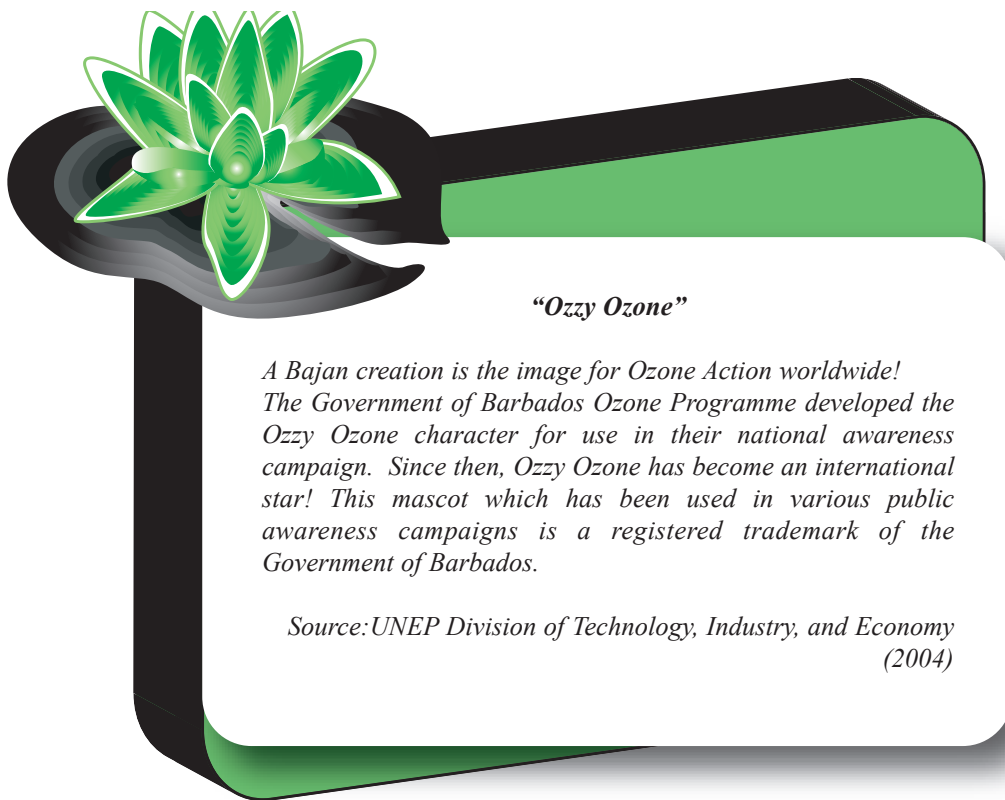 “Ozzy Ozone”
A Bajan creation is the image for Ozone Action worldwide!
The Government of Barbados Ozone Programme developed the
Ozzy Ozone character for use in their national awareness
campaign. Since then, Ozzy Ozone has become an international
star! This mascot which has been used in various public
awareness campaigns is a registered trademark of the
Government of Barbados.
Source:UNEP Division of Technology, Industry, and Economy
(2004)